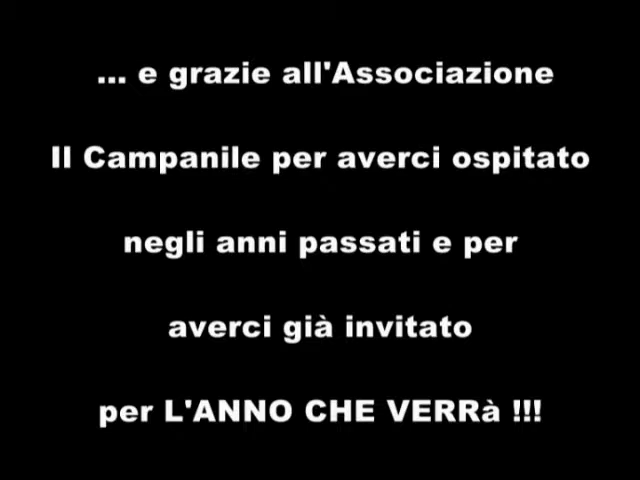 ... e grazie all'Associazione
Il Campanile per averci ospitato
negli anni passati e per
averci già invitato
per L'ANNO CHE VERRà !!!